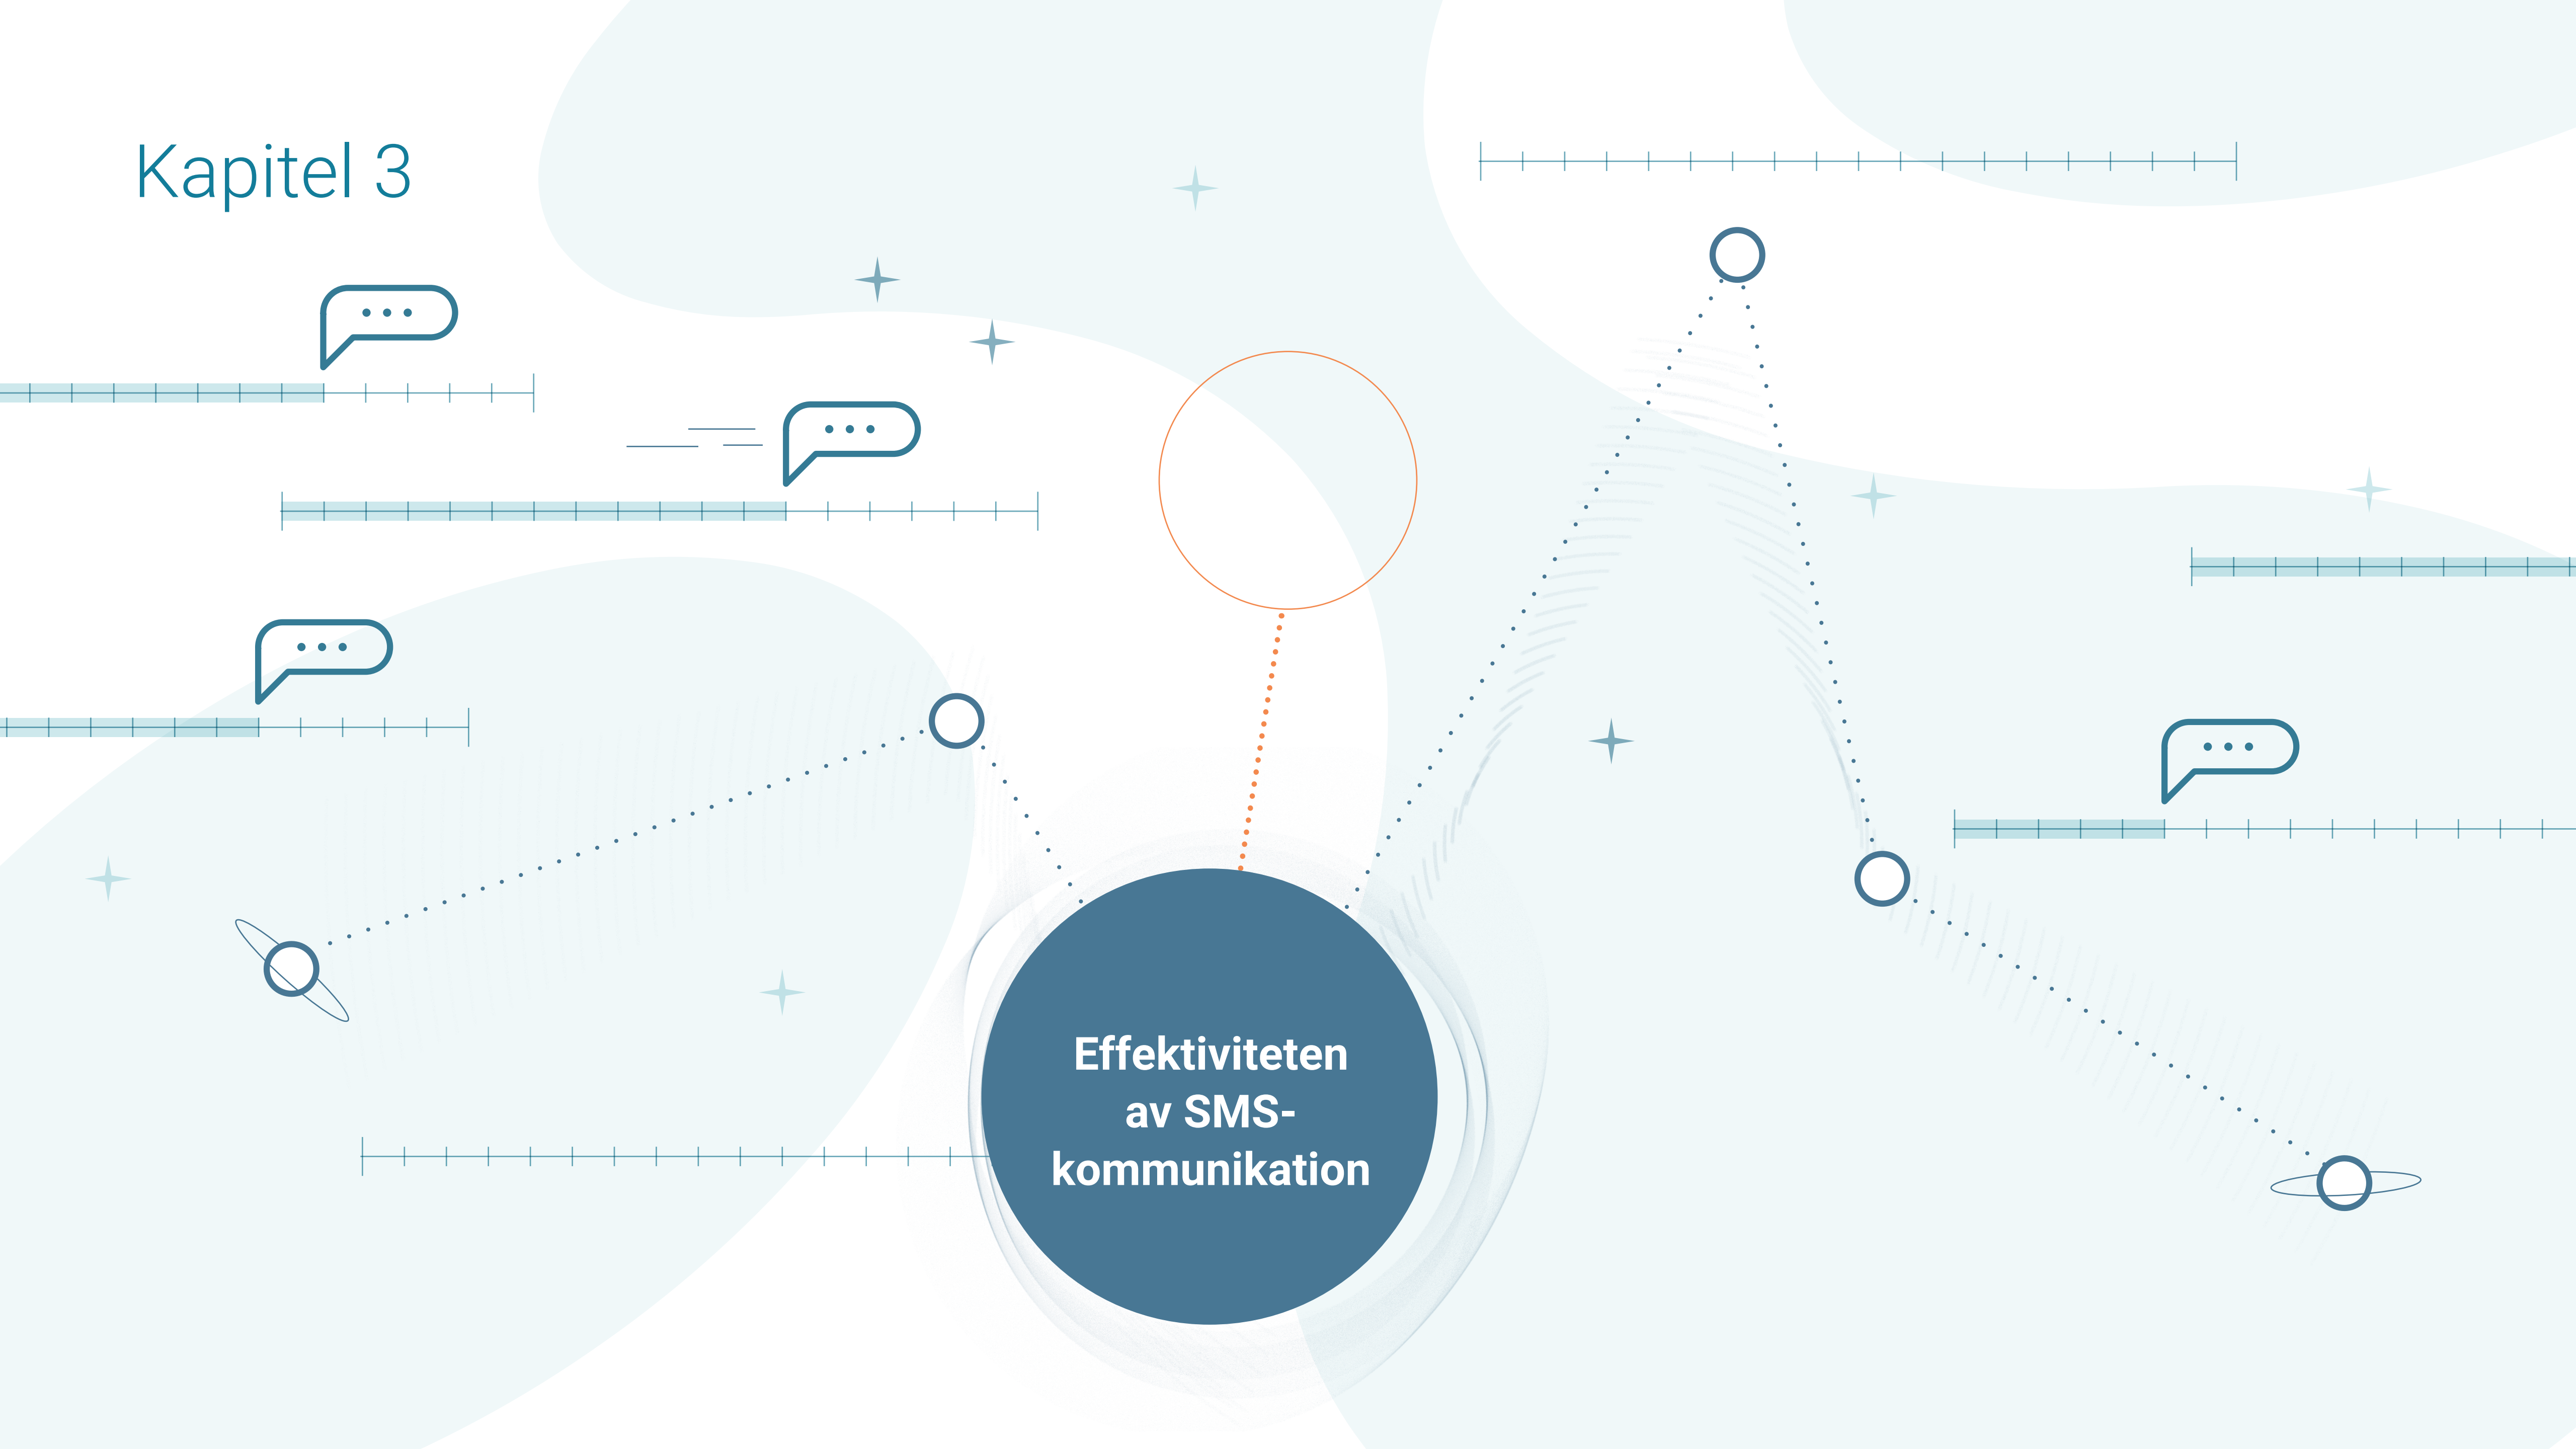 Kapitel 3
Effektiviteten
av SMS-
kommunikation